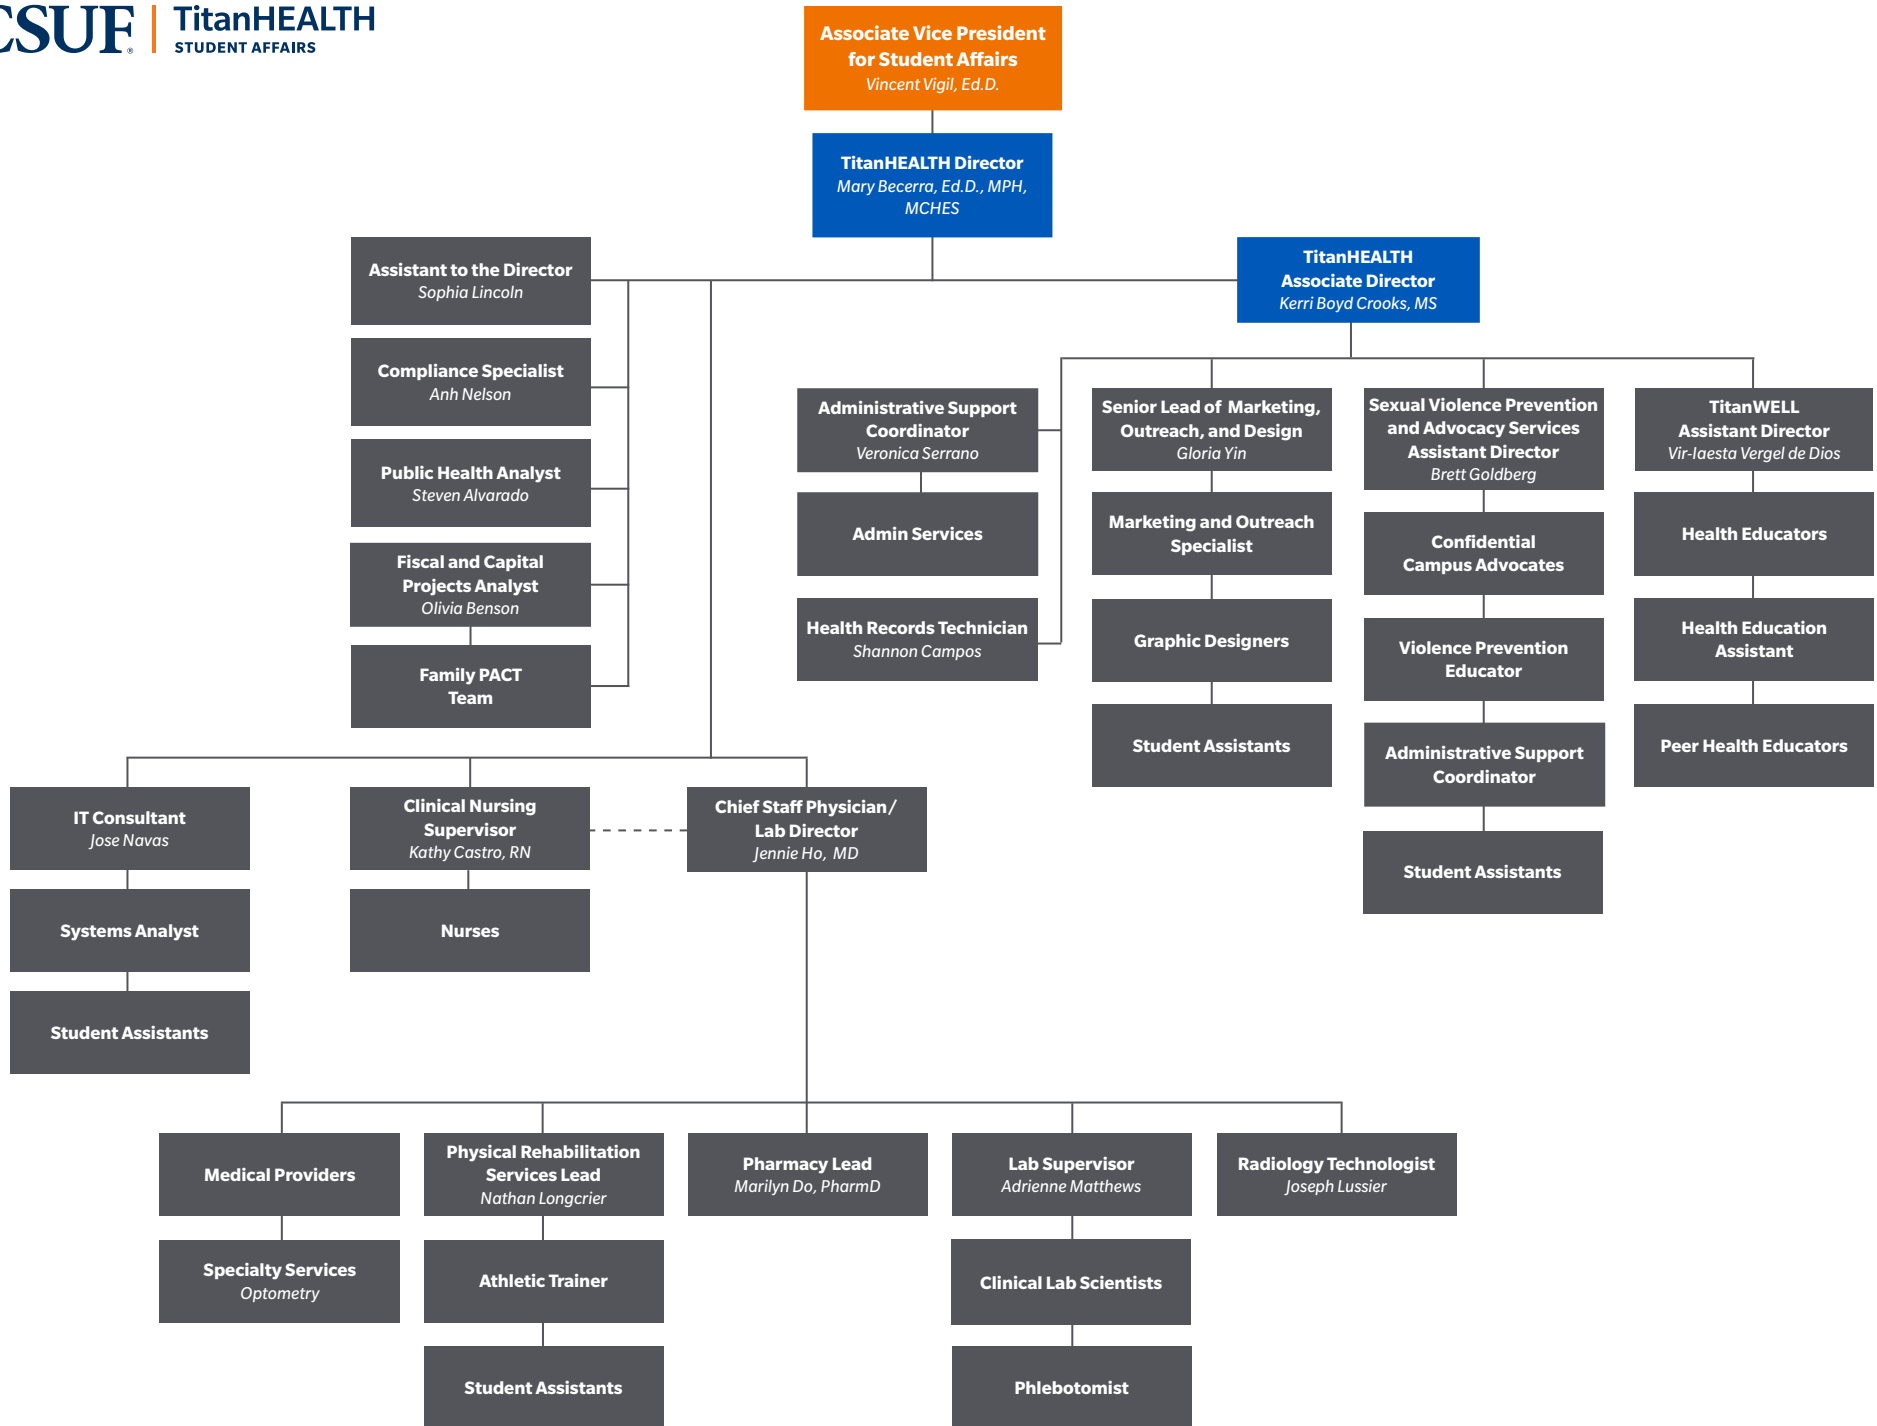 CSUF
TitanHEALTH
STUDENT AFFAIRS
Associate Vice President
for Student Affairs
Vincent Vigil, Ed.D.
TitanHEALTH Director
Mary Becerra, Ed.D., MPH,
MCHES
Assistant to the Director
Sophia Lincoln
TitanHEALTH
Associate Director
Kerri Boyd Crooks, MS
Compliance Specialist
Anh Nelson
Public Health Analyst
Steven Alvarado
Fiscal and Capital
Projects Analyst
Olivia Benson
Family PACT
Team
Administrative Support
Coordinator
Veronica Serrano
Admin Services
Health Records Technician
Shannon Campos
Senior Lead of Marketing,
Outreach, and Design
Gloria Yin
Marketing and Outreach
Specialist
Graphic Designers
Student Assistants
Sexual Violence Prevention
and Advocacy Services
Assistant Director
Brett Goldberg
Confidential
Campus Advocates
Violence Prevention
Educator
Administrative Support
Coordinator
Student Assistants
TitanWELL
Assistant Director
Vir-Iaesta Vergel de Dios
Health Educators
Health Education
Assistant
Peer Health Educators
IT Consultant
Jose Navas
Systems Analyst
Student Assistants
Clinical Nursing
Supervisor
Kathy Castro, RN
Nurses
Chief Staff Physician/
Lab Director
Jennie Ho, MD
Medical Providers
Specialty Services
Optometry
Physical Rehabilitation
Services Lead
Nathan Longcrier
Athletic Trainer
Student Assistants
Pharmacy Lead
Marilyn Do, PharmD
Lab Supervisor
Adrienne Matthews
Clinical Lab Scientists
Phlebotomist
Radiology Technologist
Joseph Lussier